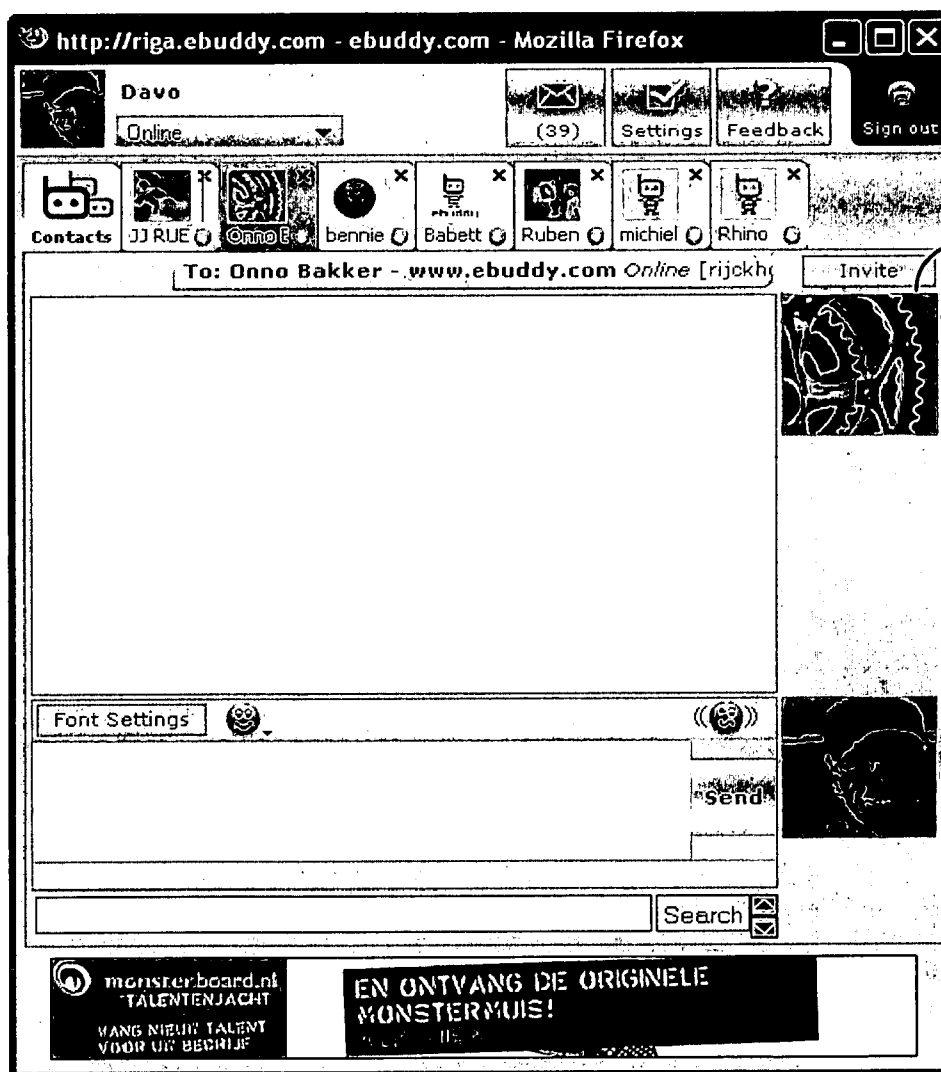 http://riga.ebuddy.com - ebuddy.com - Mozilla Firefox
Davo
Online
(39)
Settings
Feedback
Sign out
Contacts
JJ RUE
Onno B
bennie
Babett
Ruben
michiel
Rhino
To: Onno Bakker - www.ebuddy.com Online [rijckh
Invite
Font Settings
Send
Search
monsterboard.nl
TALENTENJACHT
VANG NIEUW TALENT
VOOR UW BEDRIJF
EN ONTVANG DE ORIGINELE
MONSTERMUIS!